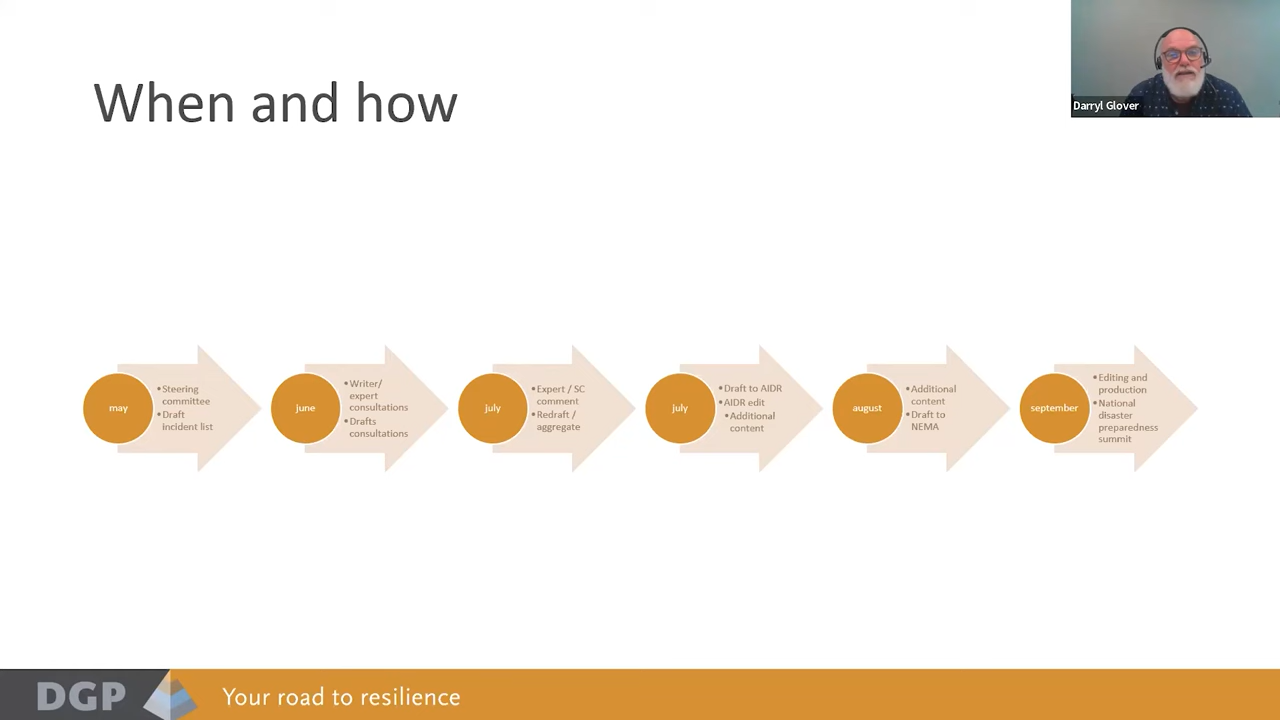 When and how
Darryl Glover
may
•Steering
committee
•Draft
incident list
june
•Writer/
expert
consultations
•Drafts
consultations
july
•Expert / SC
comment
•Redraft /
aggregate
july
•Draft to AIDR
•AIDR edit
•Additional
content
august
•Additional
content
•Draft to
NEMA
september
•Editing and
production
•National
disaster
preparedness
summit
DGP
Your road to resilience